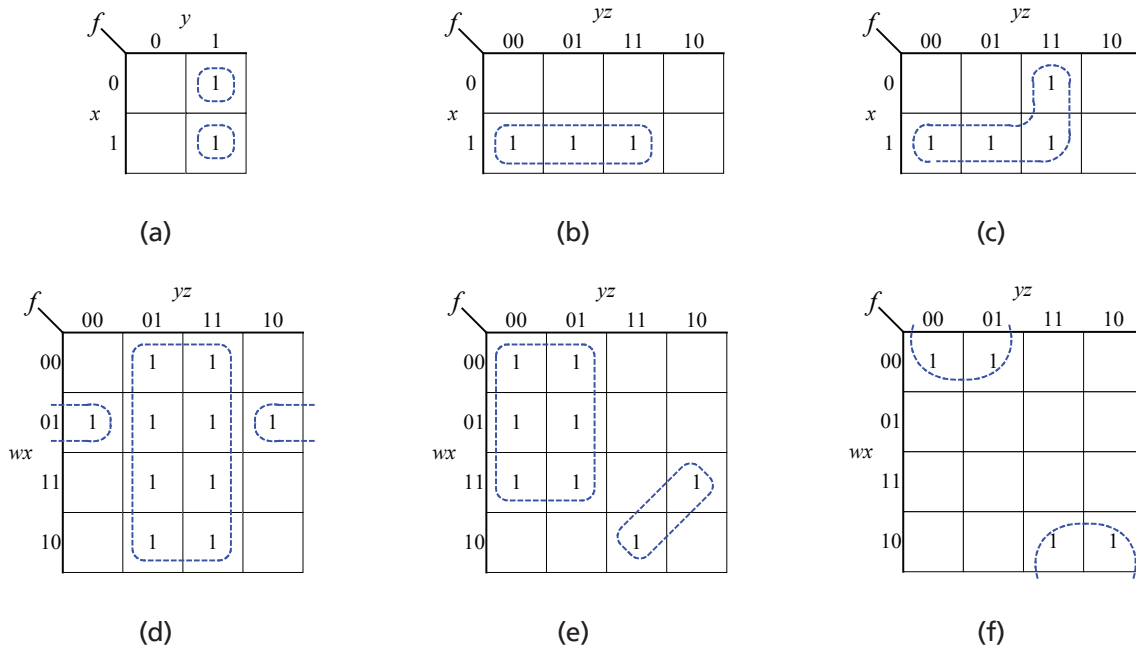 f y
0 1
0 1
x
1 1
(a)
f yz
00 01 11 10
0
x
1 1 1 1
(b)
f yz
00 01 11 10
0 1
x
1 1 1 1
(c)
f yz
00 01 11 10
00 1 1
01 1 1 1 1
wx
11 1 1
10 1 1
(d)
f yz
00 01 11 10
00 1 1
01 1 1
wx
11 1 1 1
10 1
(e)
f yz
00 01 11 10
00 1 1
01
wx
11
10 1 1
(f)